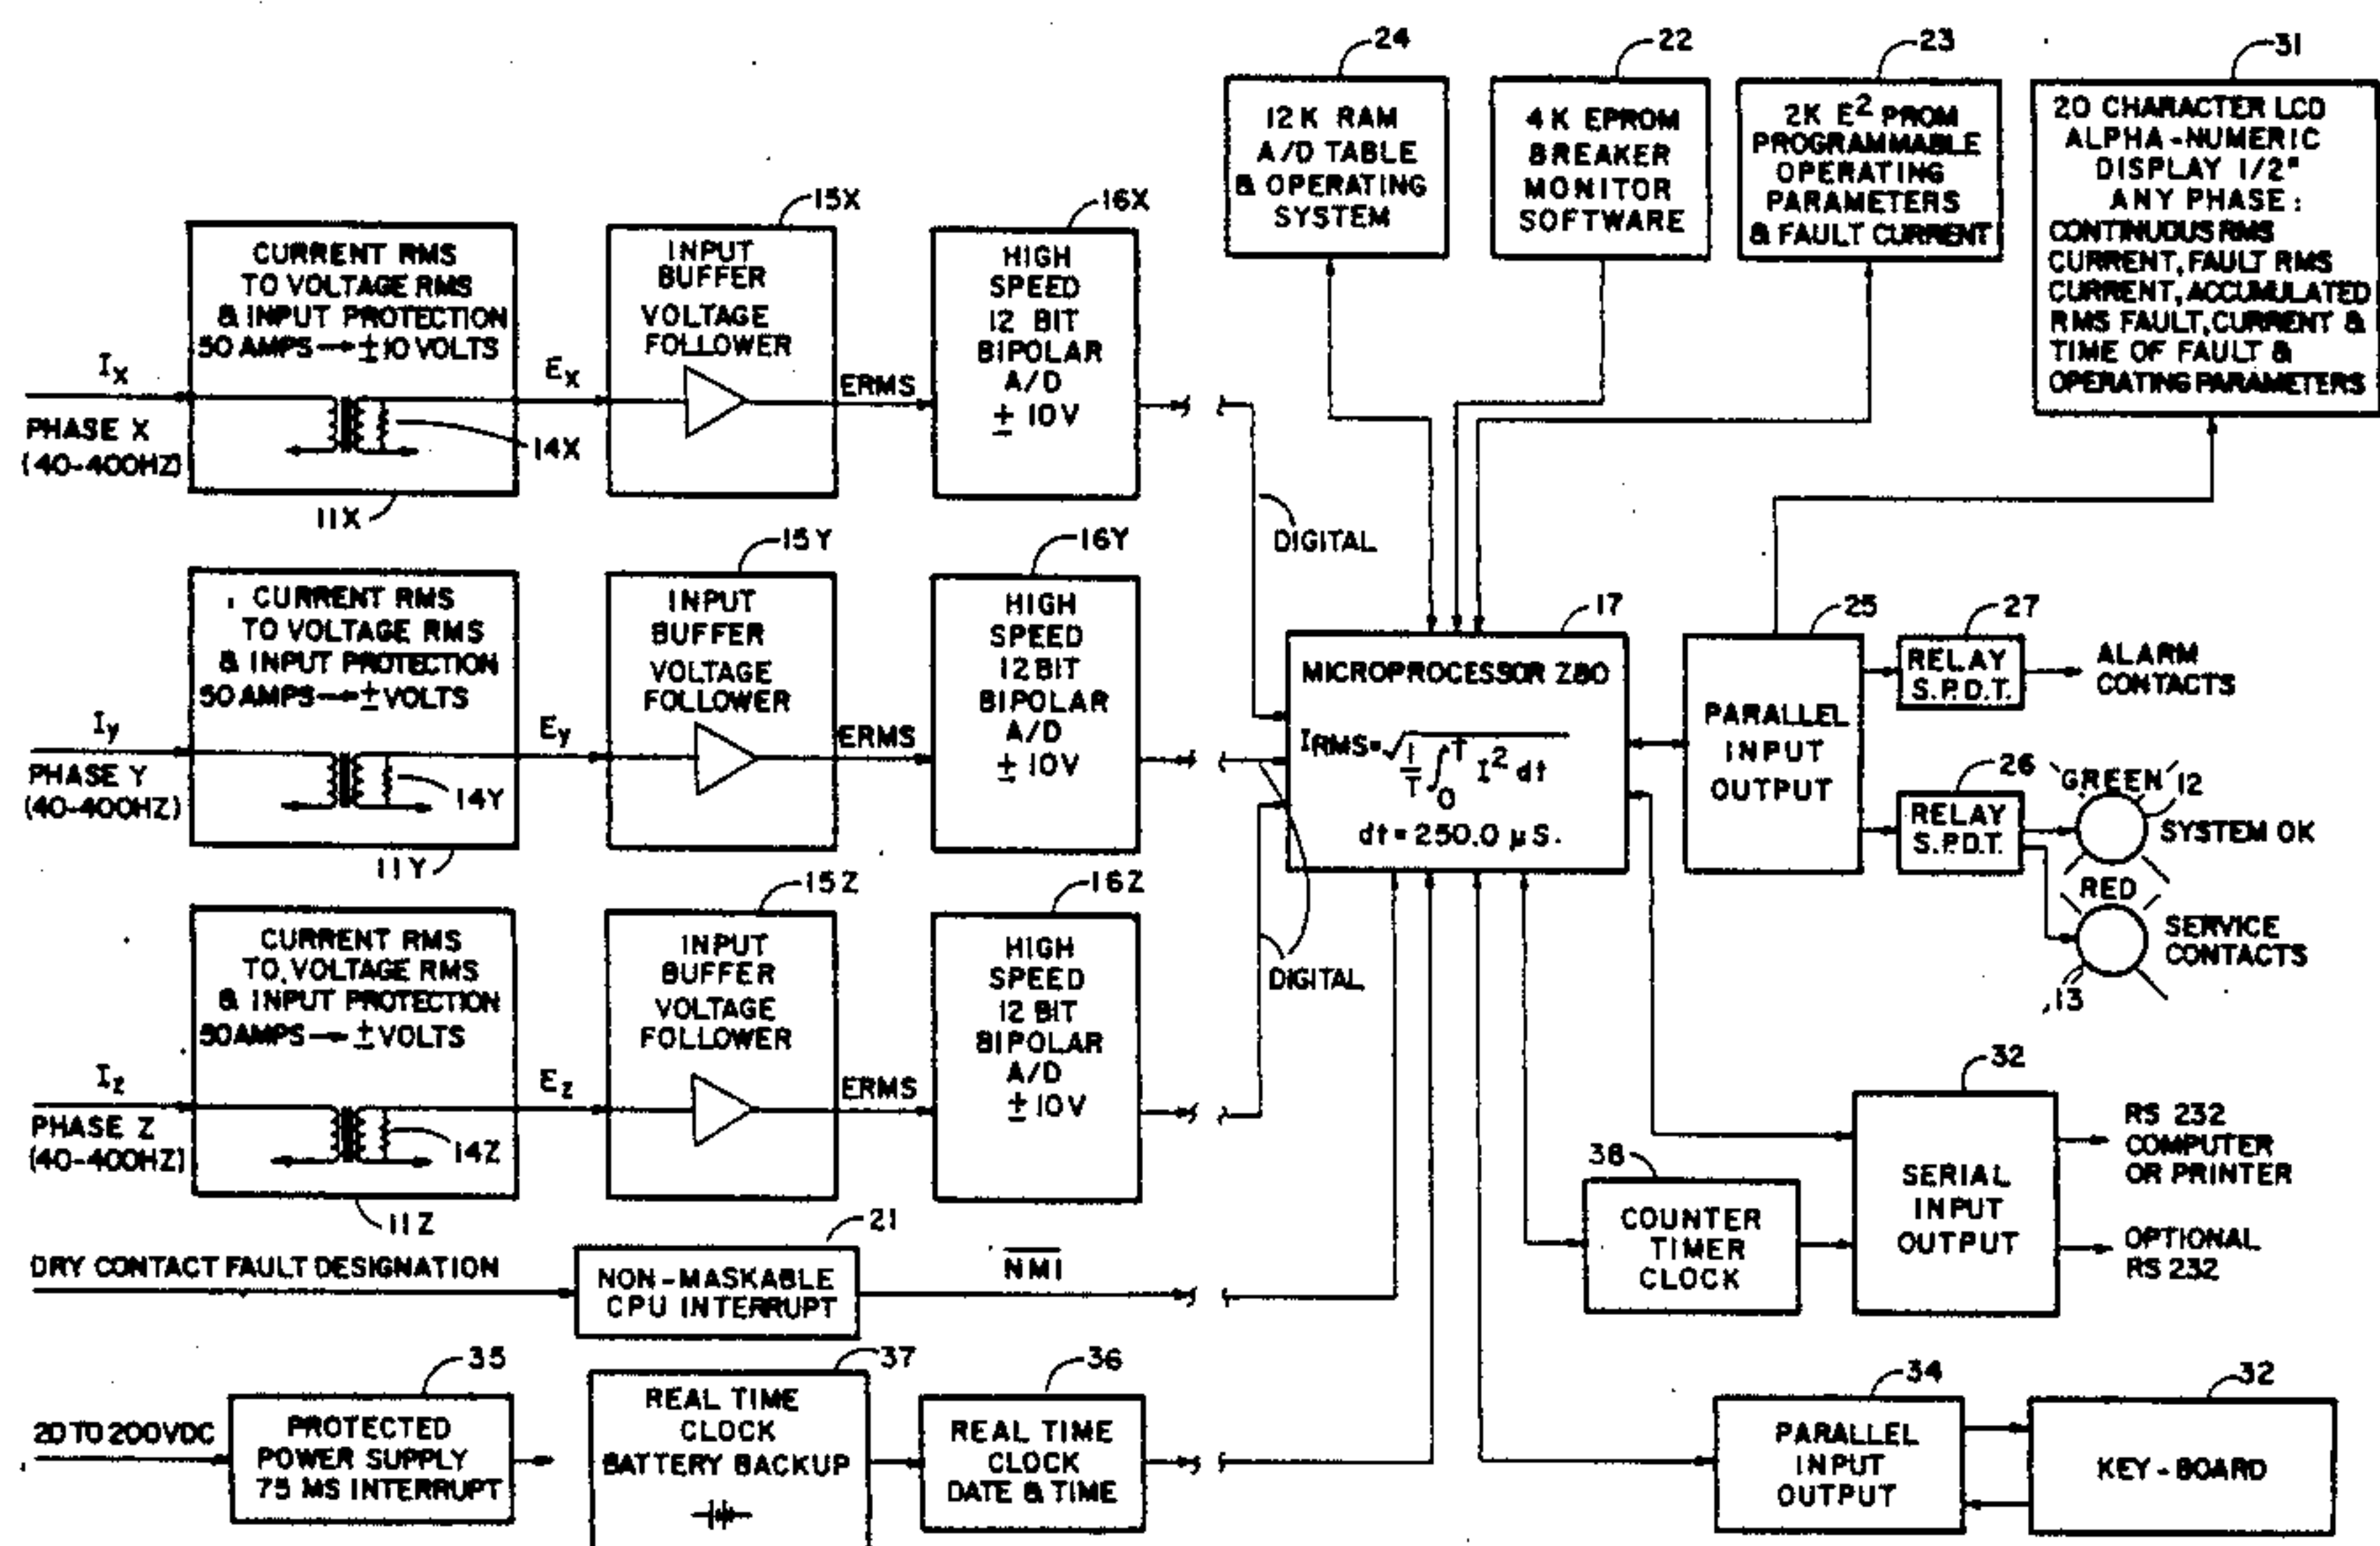 24
22
23
31
12K RAM
A/D TABLE
& OPERATING
SYSTEM
4K EPROM
BREAKER
MONITOR
SOFTWARE
2K E² PROM
PROGRAMMABLE
OPERATING
PARAMETERS
& FAULT CURRENT
20 CHARACTER LCD
ALPHA-NUMERIC
DISPLAY 1/2"
ANY PHASE:
CONTINUOUS RMS
CURRENT, FAULT RMS
CURRENT, ACCUMULATED
RMS FAULT, CURRENT &
TIME OF FAULT &
OPERATING PARAMETERS
15X
16X
CURRENT RMS
TO VOLTAGE RMS
& INPUT PROTECTION
50 AMPS → ±10 VOLTS
INPUT
BUFFER
VOLTAGE
FOLLOWER
HIGH
SPEED
12 BIT
BIPOLAR
A/D
± 10V
Ix
PHASE X
(40-400HZ)
Ex
ERMS
14X
11X
DIGITAL
15Y
16Y
CURRENT RMS
TO VOLTAGE RMS
& INPUT PROTECTION
50 AMPS → ± VOLTS
INPUT
BUFFER
VOLTAGE
FOLLOWER
HIGH
SPEED
12 BIT
BIPOLAR
A/D
± 10V
Iy
PHASE Y
(40-400HZ)
Ey
ERMS
14Y
11Y
17
MICROPROCESSOR Z80
IRMS=√1/T ∫0^T I² dt
dt = 250.0 µS.
25
PARALLEL
INPUT
OUTPUT
27
RELAY
S.P.D.T.
ALARM
CONTACTS
26
RELAY
S.P.D.T.
GREEN
12
SYSTEM OK
RED
SERVICE
CONTACTS
13
15Z
16Z
CURRENT RMS
TO VOLTAGE RMS
& INPUT PROTECTION
50 AMPS → ± VOLTS
INPUT
BUFFER
VOLTAGE
FOLLOWER
HIGH
SPEED
12 BIT
BIPOLAR
A/D
± 10V
Iz
PHASE Z
(40-400HZ)
Ez
ERMS
14Z
11Z
DIGITAL
32
SERIAL
INPUT
OUTPUT
RS 232
COMPUTER
OR PRINTER
OPTIONAL
RS 232
38
COUNTER
TIMER
CLOCK
DRY CONTACT FAULT DESIGNATION
21
NON-MASKABLE
CPU INTERRUPT
NMI
20 TO 200VDC
35
PROTECTED
POWER SUPPLY
75 MS INTERRUPT
37
REAL TIME
CLOCK
BATTERY BACKUP
36
REAL TIME
CLOCK
DATE & TIME
34
PARALLEL
INPUT
OUTPUT
32
KEY-BOARD